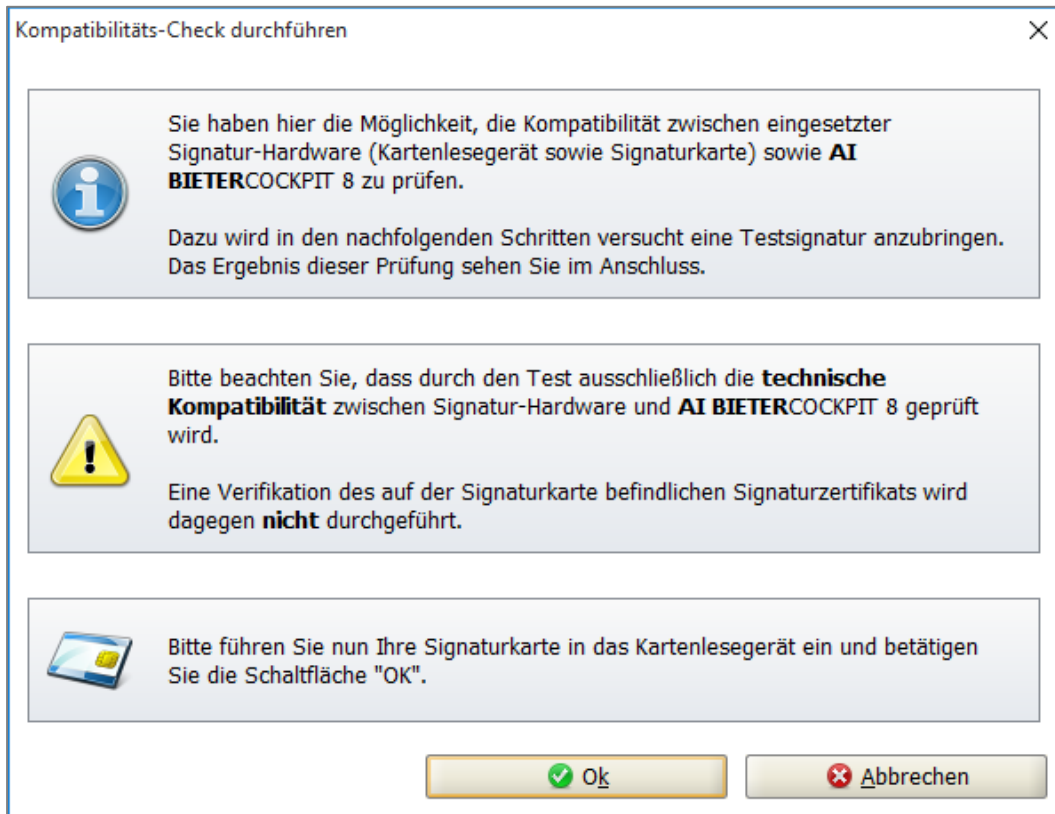 Kompatibilitäts-Check durchführen
Sie haben hier die Möglichkeit, die Kompatibilität zwischen eingesetzter
Signatur-Hardware (Kartenlesegerät sowie Signaturkarte) sowie AI
BIETERCOCKPIT 8 zu prüfen.
Dazu wird in den nachfolgenden Schritten versucht eine Testsignatur anzubringen.
Das Ergebnis dieser Prüfung sehen Sie im Anschluss.
Bitte beachten Sie, dass durch den Test ausschließlich die technische
Kompatibilität zwischen Signatur-Hardware und AI BIETERCOCKPIT 8 geprüft
wird.
Eine Verifikation des auf der Signaturkarte befindlichen Signaturzertifikats wird
dagegen nicht durchgeführt.
Bitte führen Sie nun Ihre Signaturkarte in das Kartenlesegerät ein und betätigen
Sie die Schaltfläche "OK".
Ok
Abbrechen